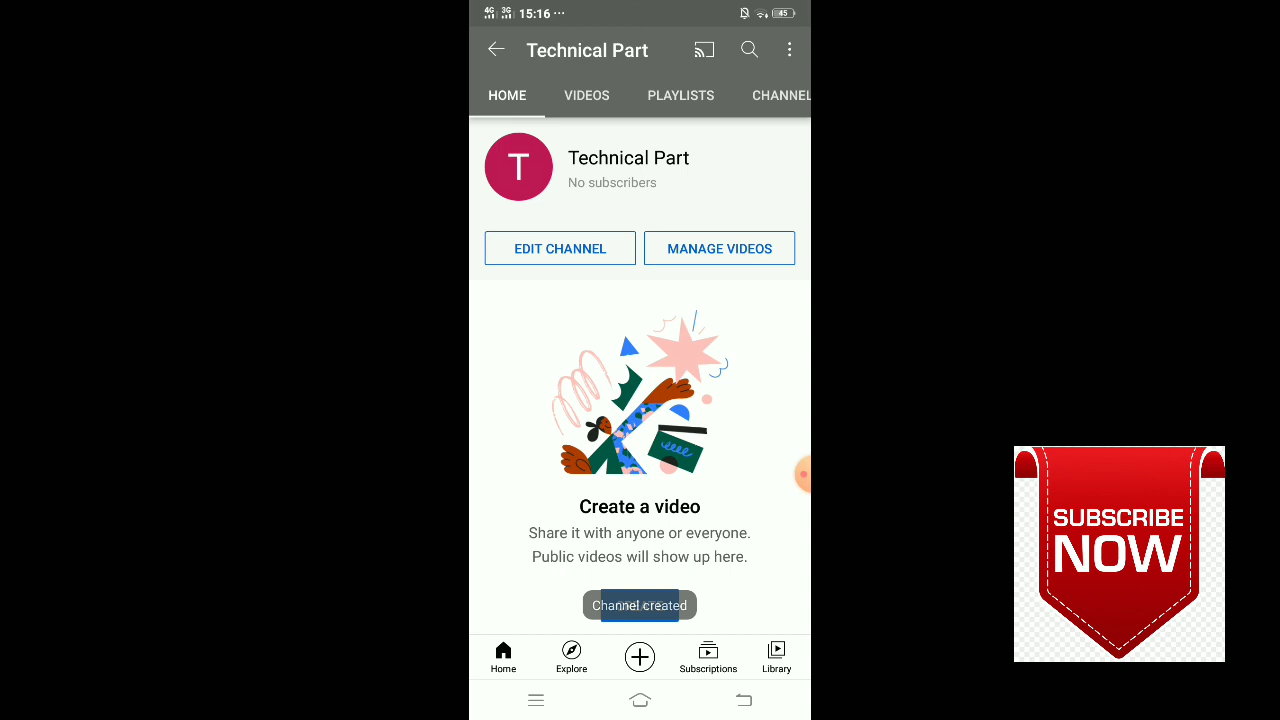 4G 3G 15:16 ··· 45
Technical Part
HOME VIDEOS PLAYLISTS CHANNEL
T
Technical Part
No subscribers
EDIT CHANNEL MANAGE VIDEOS
Create a video
Share it with anyone or everyone.
Public videos will show up here.
Channel created
Home Explore Subscriptions Library
SUBSCRIBE
NOW